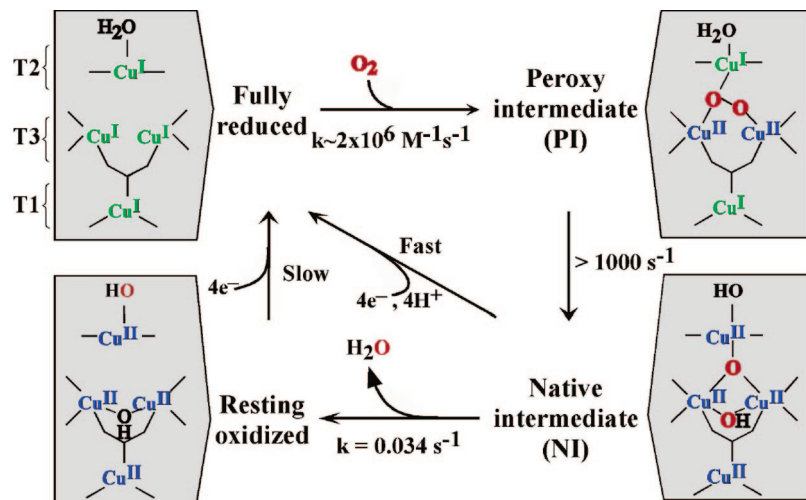 H₂O
T2
Cuᴵ
T3
Cuᴵ Cuᴵ
T1
Cuᴵ
Fully
reduced
O₂
k~2x10⁶ M⁻¹s⁻¹
Peroxy
intermediate
(PI)
H₂O
Cuᴵ
O O
Cuᴵᴵ Cuᴵᴵ
Cuᴵ
4e⁻
Slow
Fast
4e⁻, 4H⁺
> 1000 s⁻¹
HO
Cuᴵᴵ
Cuᴵᴵ Cuᴵᴵ
O
H
Cuᴵᴵ
Resting
oxidized
H₂O
k = 0.034 s⁻¹
Native
intermediate
(NI)
HO
Cuᴵᴵ
O
Cuᴵᴵ Cuᴵᴵ
OH
Cuᴵᴵ